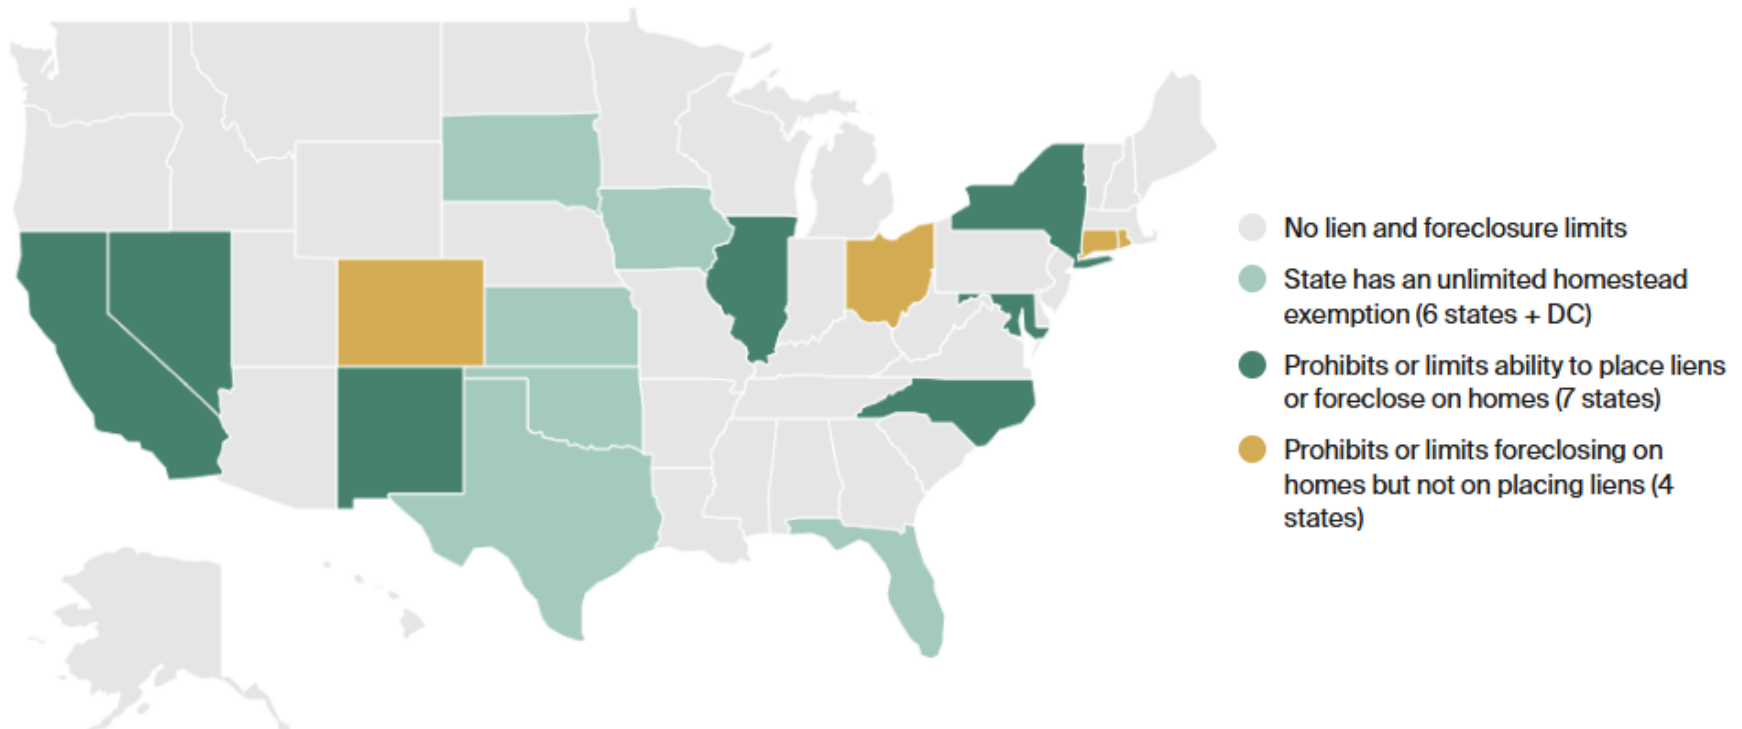 No lien and foreclosure limits
State has an unlimited homestead
exemption (6 states + DC)
Prohibits or limits ability to place liens
or foreclose on homes (7 states)
Prohibits or limits foreclosing on
homes but not on placing liens (4
states)